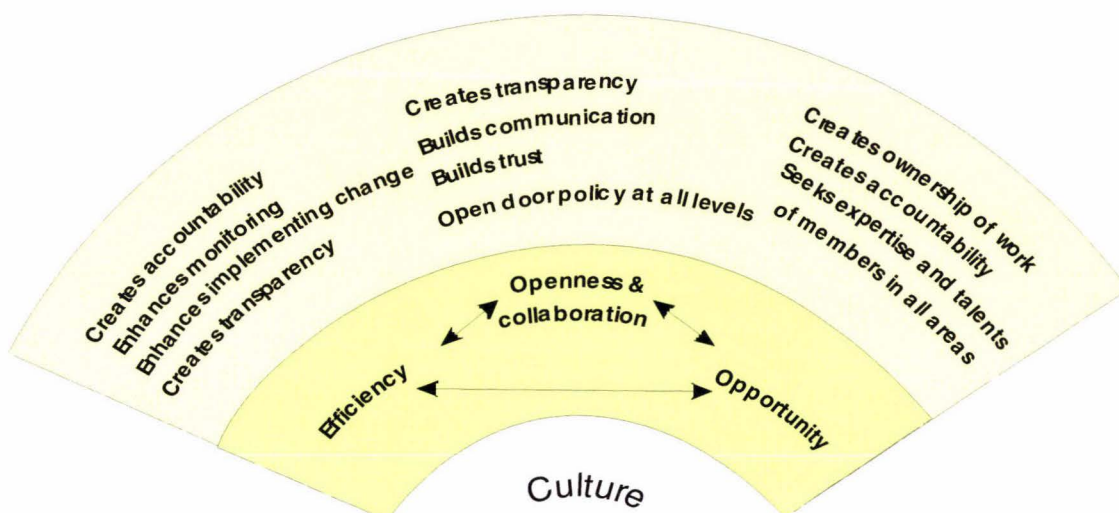 Creates accountability
Enhances monitoring
Enhances implementing change
Creates transparency
Creates transparency
Builds communication
Builds trust
Open door policy at all levels
Creates ownership of work
Creates accountability
Seeks expertise and talents
of members in all areas
Openness &
collaboration
Efficiency
Opportunity
Culture